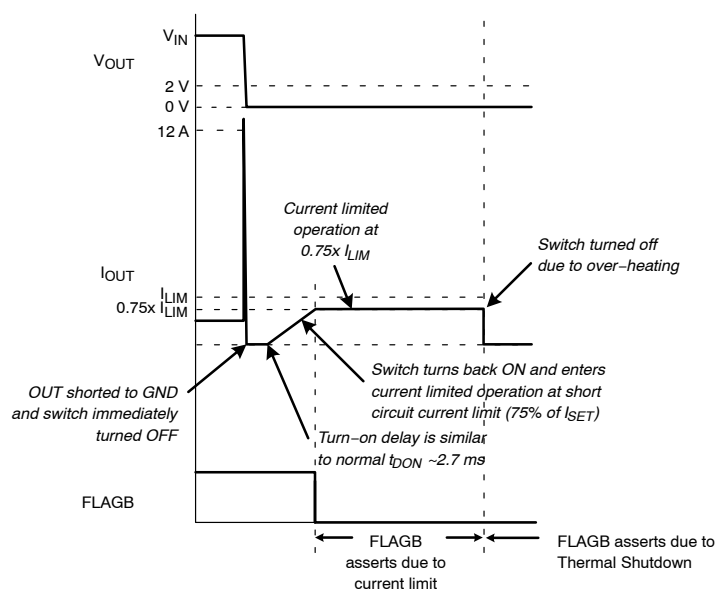 VIN
VOUT
2 V
0 V
12 A
Current limited
operation at
0.75x ILIM
Switch turned off
due to over−heating
IOUT
ILIM
0.75x ILIM
OUT shorted to GND
and switch immediately
turned OFF
Switch turns back ON and enters
current limited operation at short
circuit current limit (75% of ISET)
Turn−on delay is similar
to normal tDON ~2.7 ms
FLAGB
FLAGB
asserts due to
current limit
FLAGB asserts due to
Thermal Shutdown